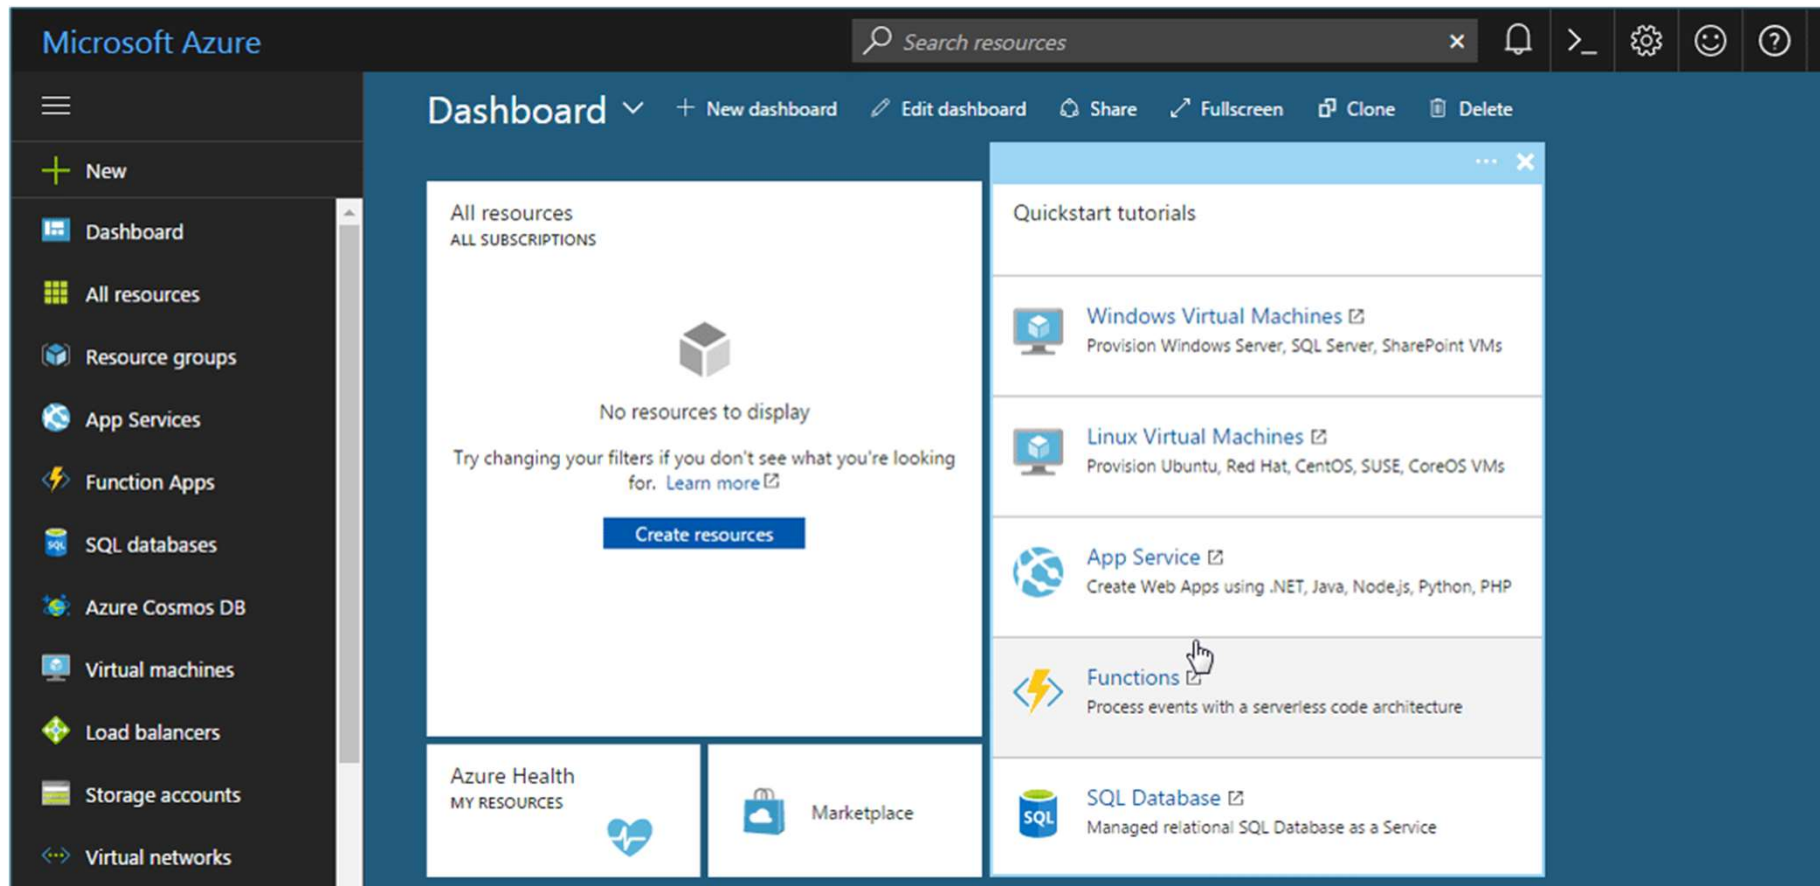 Microsoft Azure
Search resources
Dashboard
New dashboard
Edit dashboard
Share
Fullscreen
Clone
Delete
New
Dashboard
All resources
Resource groups
App Services
Function Apps
SQL databases
Azure Cosmos DB
Virtual machines
Load balancers
Storage accounts
Virtual networks
All resources
ALL SUBSCRIPTIONS
No resources to display
Try changing your filters if you don't see what you're looking
for. Learn more
Create resources
Azure Health
MY RESOURCES
Marketplace
Quickstart tutorials
Windows Virtual Machines
Provision Windows Server, SQL Server, SharePoint VMs
Linux Virtual Machines
Provision Ubuntu, Red Hat, CentOS, SUSE, CoreOS VMs
App Service
Create Web Apps using .NET, Java, Node.js, Python, PHP
Functions
Process events with a serverless code architecture
SQL
SQL Database
Managed relational SQL Database as a Service